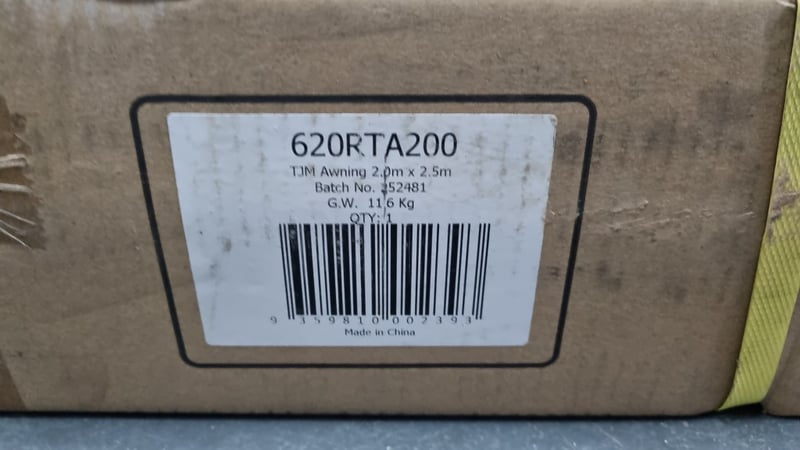 620RTA200
TJM Awning 2.0m x 2.5m
Batch No. 252481
G.W. 11.6 Kg
QTY: 1
9 359810 002393
Made in China